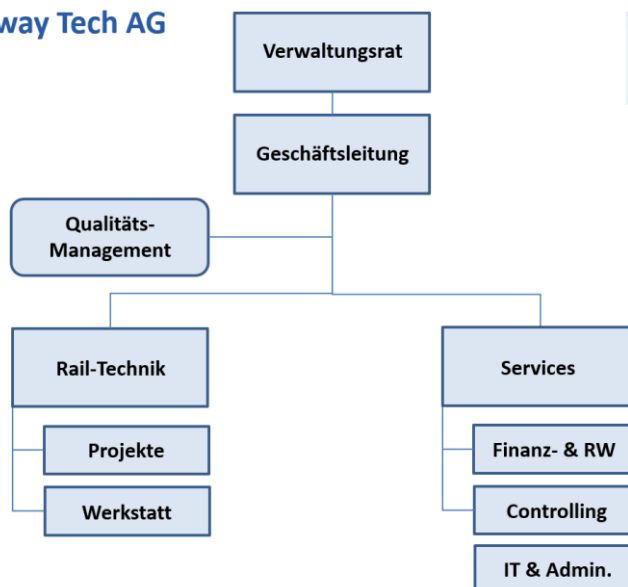 way Tech AG
Verwaltungsrat
Geschäftsleitung
Qualitäts-
Management
Rail-Technik
Services
Projekte
Finanz- & RW
Werkstatt
Controlling
IT & Admin.